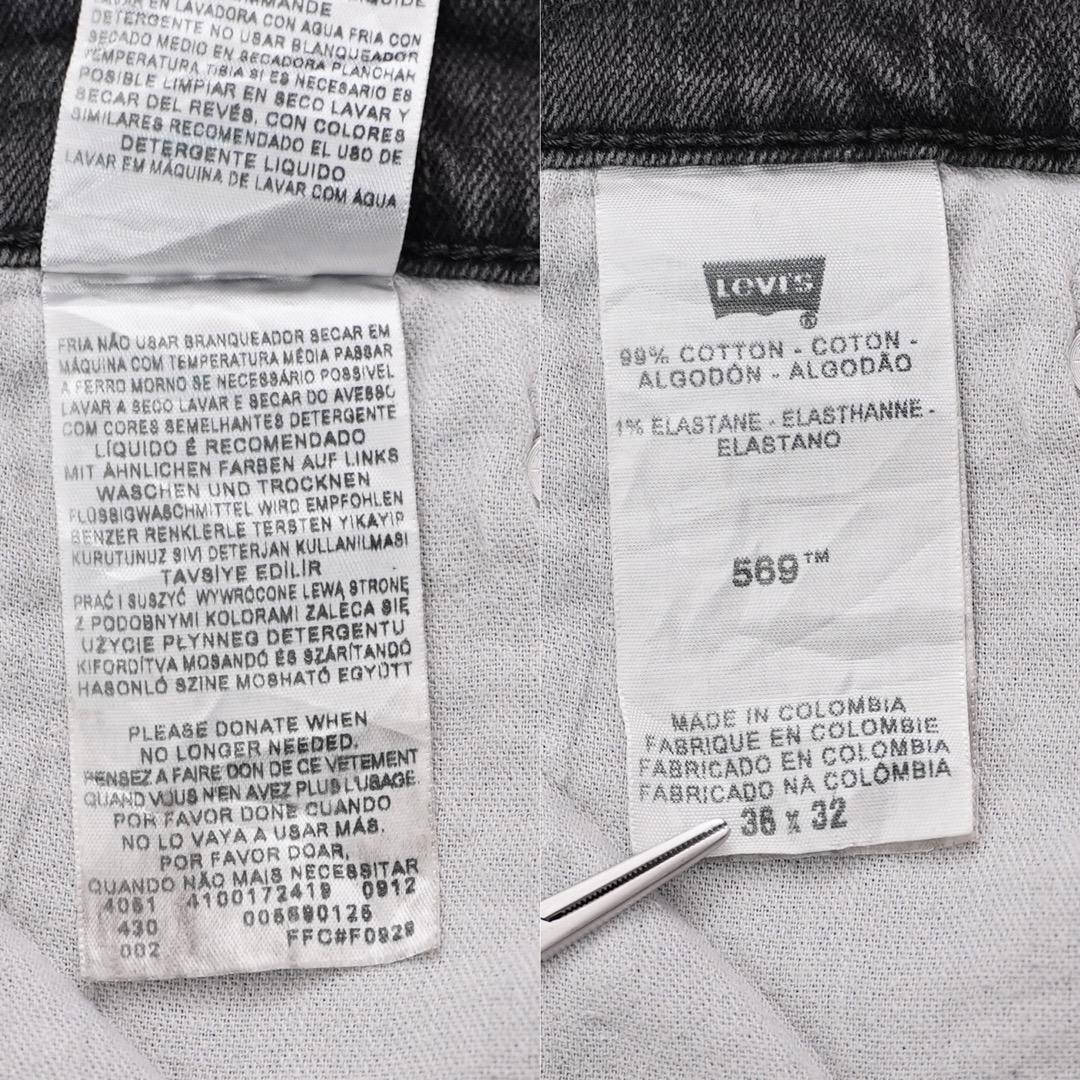 DETERGENTE NO USAR BLANQUEADOR
SECADO MEDIO EN SECADORA PLANCHAR
TEMPERATURA TIBIA SI ES NECESARIO ES
POSIBLE LIMPIAR EN SECO LAVAR Y
SECAR DEL REVÉS, CON COLORES
SIMILARES RECOMENDADO EL USO DE
DETERGENTE LIQUIDO
LAVAR EM MÁQUINA DE LAVAR COM ÁGUA
FRIA NÃO USAR BRANQUEADOR SECAR EM
MÁQUINA COM TEMPERATURA MÉDIA PASSAR
A FERRO MORNO SE NECESSÁRIO POSSIVEL
LAVAR A SECO LAVAR E SECAR DO AVESSO
COM CORES SEMELHANTES DETERGENTE
LÍQUIDO É RECOMENDADO
MIT ÄHNLICHEN FARBEN AUF LINKS
WASCHEN UND TROCKNEN
FLÜSSIGWASCHMITTEL WIRD EMPFOHLEN
BENZER RENKLERLE TERSTEN YIKAYIP
KURUTUNUZ SIVI DETERJAN KULLANILMASI
TAVSİYE EDİLİR
PRAĆ I SUSZYĆ WYWRÓCONE LEWĄ STRONĘ
Z PODOBNYMI KOLORAMI ZALECA SIĘ
UŻYCIE PŁYNNEG DETERGENTU
KIFORDÍTVA MOSANDÓ ÉS SZÁRÍTANDÓ
HASONLÓ SZINE MOSHATÓ EGYÜTT
PLEASE DONATE WHEN
NO LONGER NEEDED.
PENSEZ A FAIRE DON DE CE VETEMENT
QUAND VOUS N'EN AVEZ PLUS L'USAGE.
POR FAVOR DONE CUANDO
NO LO VAYA A USAR MÁS.
POR FAVOR DOAR,
QUANDO NÃO MAIS NECESSITAR
4051 4100172419 0912
430 005690125
002 FFC#F0929
LEVI'S
®
99% COTTON - COTON -
ALGODÓN - ALGODÃO
1% ELASTANE - ELASTHANNE -
ELASTANO
569™
MADE IN COLOMBIA
FABRIQUE EN COLOMBIE
FABRICADO EN COLOMBIA
FABRICADO NA COLÔMBIA
36 x 32